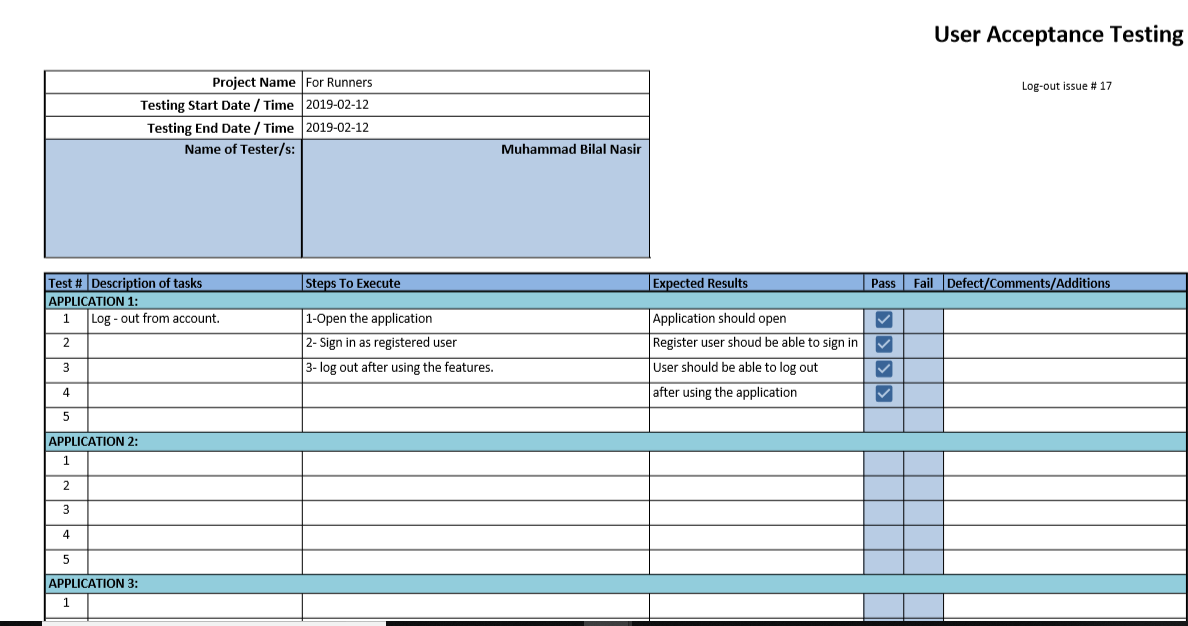 User Acceptance Testing
Project Name For Runners
Log-out issue # 17
Testing Start Date / Time 2019-02-12
Testing End Date / Time 2019-02-12
Name of Tester/s: Muhammad Bilal Nasir
Test # Description of tasks Steps To Execute Expected Results Pass Fail Defect/Comments/Additions
APPLICATION 1:
1 Log - out from account. 1-Open the application Application should open
2 2- Sign in as registered user Register user shoud be able to sign in
3 3- log out after using the features. User should be able to log out
4 after using the application
5
APPLICATION 2:
1
2
3
4
5
APPLICATION 3:
1